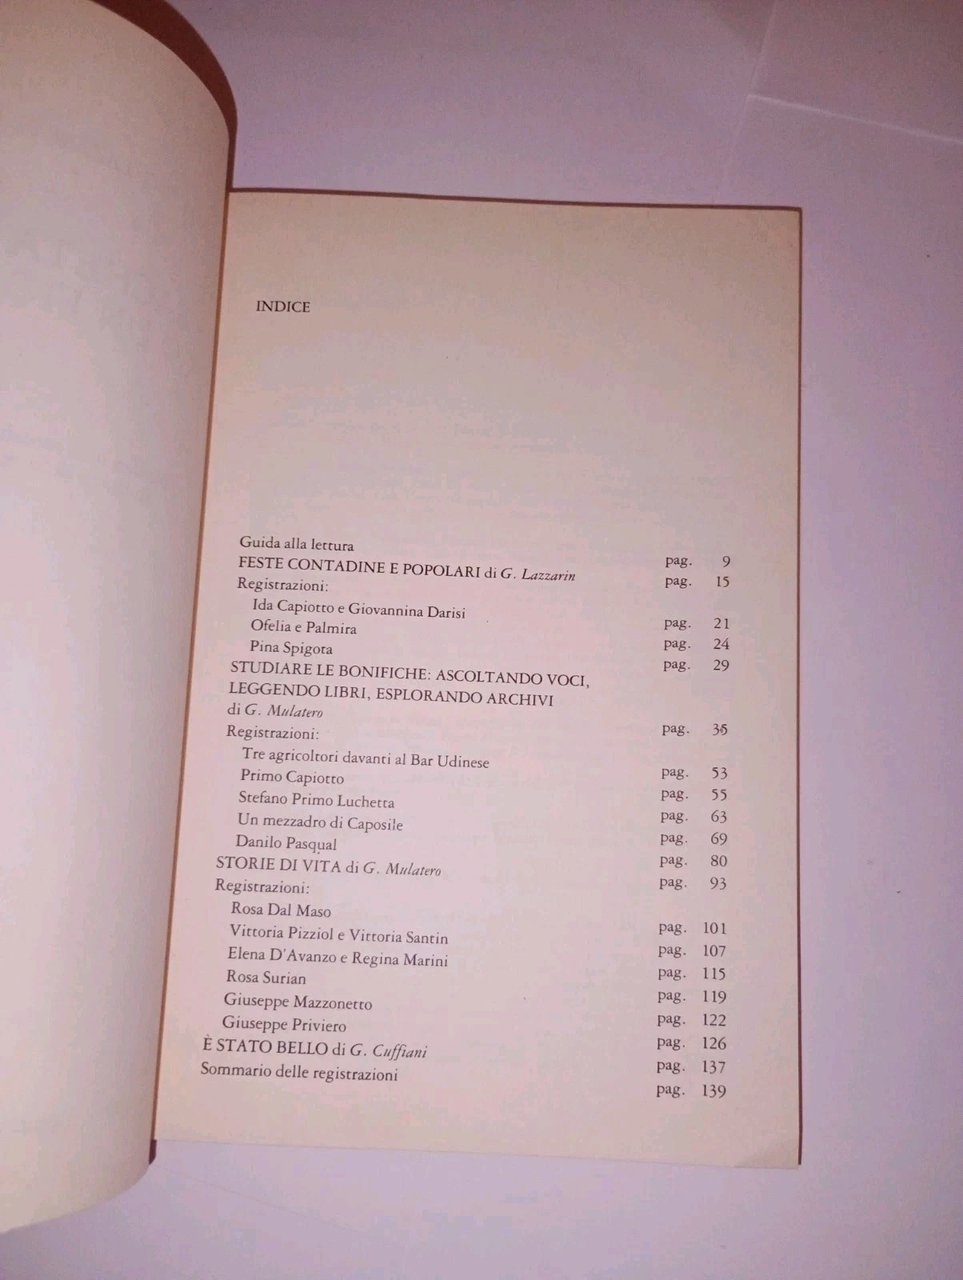 INDICE
Guida alla lettura pag. 9
FESTE CONTADINE E POPOLARI di G. Lazzarin pag. 15
Registrazioni:
Ida Capiotto e Giovannina Darisi pag. 21
Ofelia e Palmira pag. 24
Pina Spigota pag. 29
STUDIARE LE BONIFICHE: ASCOLTANDO VOCI,
LEGGENDO LIBRI, ESPLORANDO ARCHIVI
di G. Mulatero pag. 35
Registrazioni:
Tre agricoltori davanti al Bar Udinese pag. 53
Primo Capiotto pag. 55
Stefano Primo Luchetta pag. 63
Un mezzadro di Caposile pag. 69
Danilo Pasqual pag. 80
STORIE DI VITA di G. Mulatero pag. 93
Registrazioni:
Rosa Dal Maso pag. 101
Vittoria Pizziol e Vittoria Santin pag. 107
Elena D'Avanzo e Regina Marini pag. 115
Rosa Surian pag. 119
Giuseppe Mazzonetto pag. 122
Giuseppe Priviero pag. 126
È STATO BELLO di G. Cuffiani pag. 137
Sommario delle registrazioni pag. 139